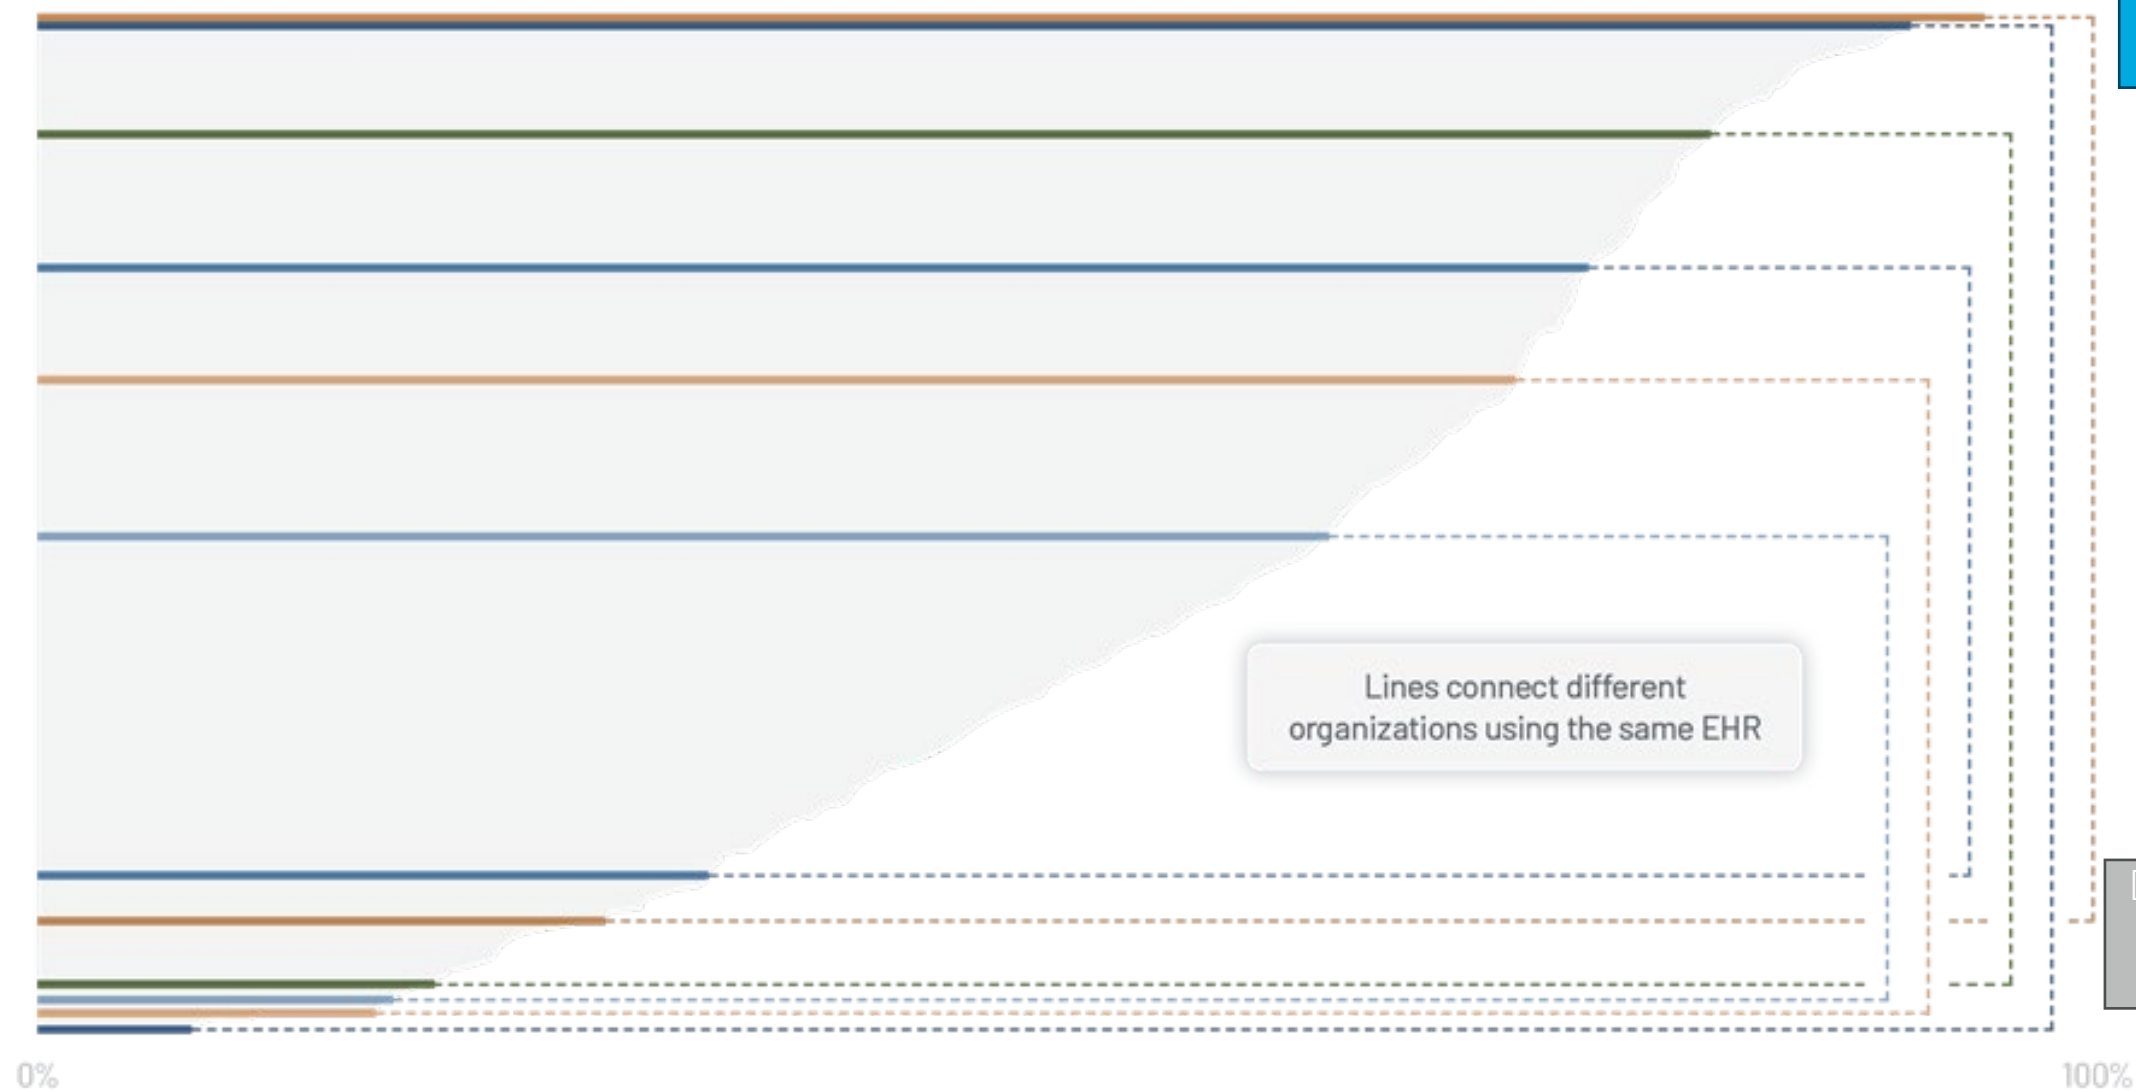 Lines connect different
organizations using the same EHR
0%
100%